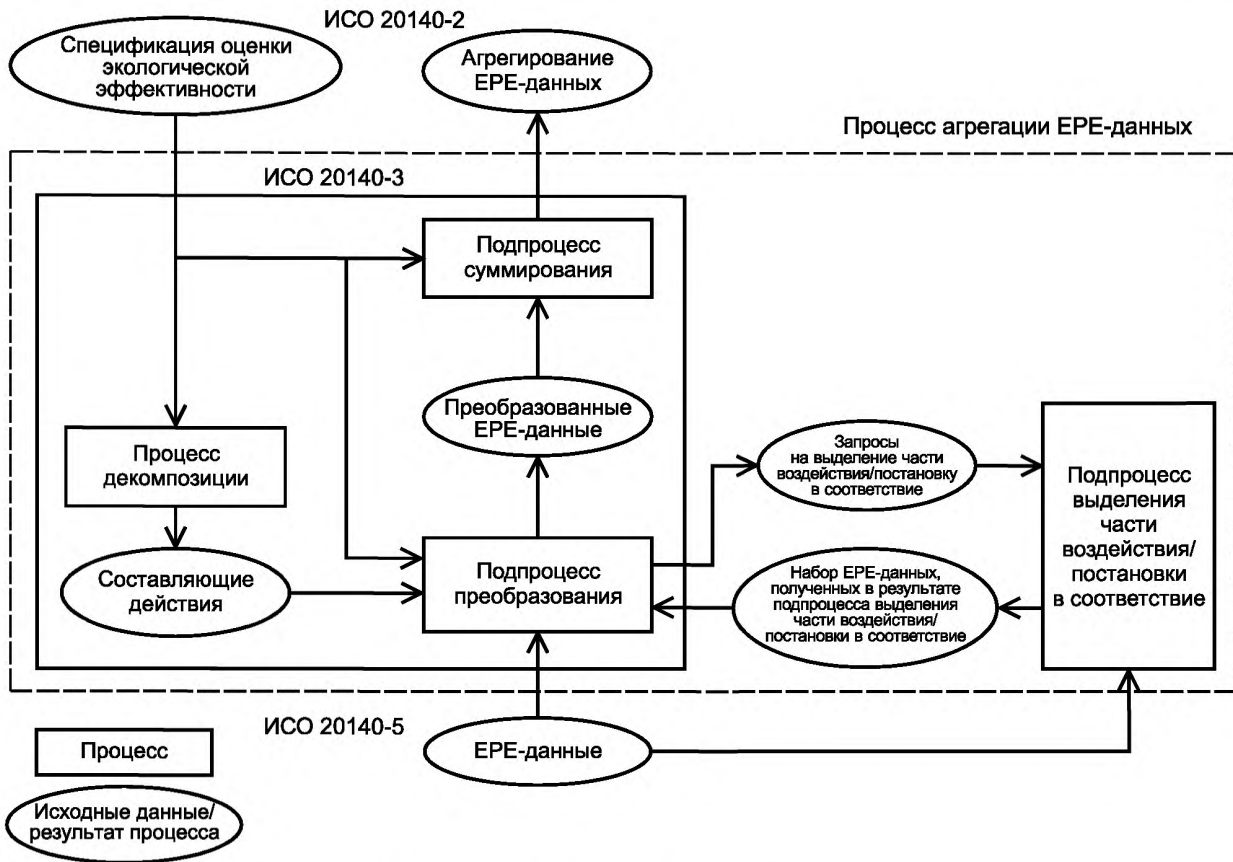 ИСО 20140-2
Спецификация оценки
экологической
эффективности
Агрегирование
EPE-данных
Процесс агрегации EPE-данных
ИСО 20140-3
Подпроцесс
суммирования
Преобразованные
EPE-данные
Процесс
декомпозиции
Запросы
на выделение части
воздействия/постановку
в соответствие
Подпроцесс
выделения
части
воздействия/
постановки
в соответствие
Составляющие
действия
Подпроцесс
преобразования
Набор EPE-данных,
полученных в результате
подпроцесса выделения
части воздействия/
постановки в соответствие
ИСО 20140-5
EPE-данные
Процесс
Исходные данные/
результат процесса